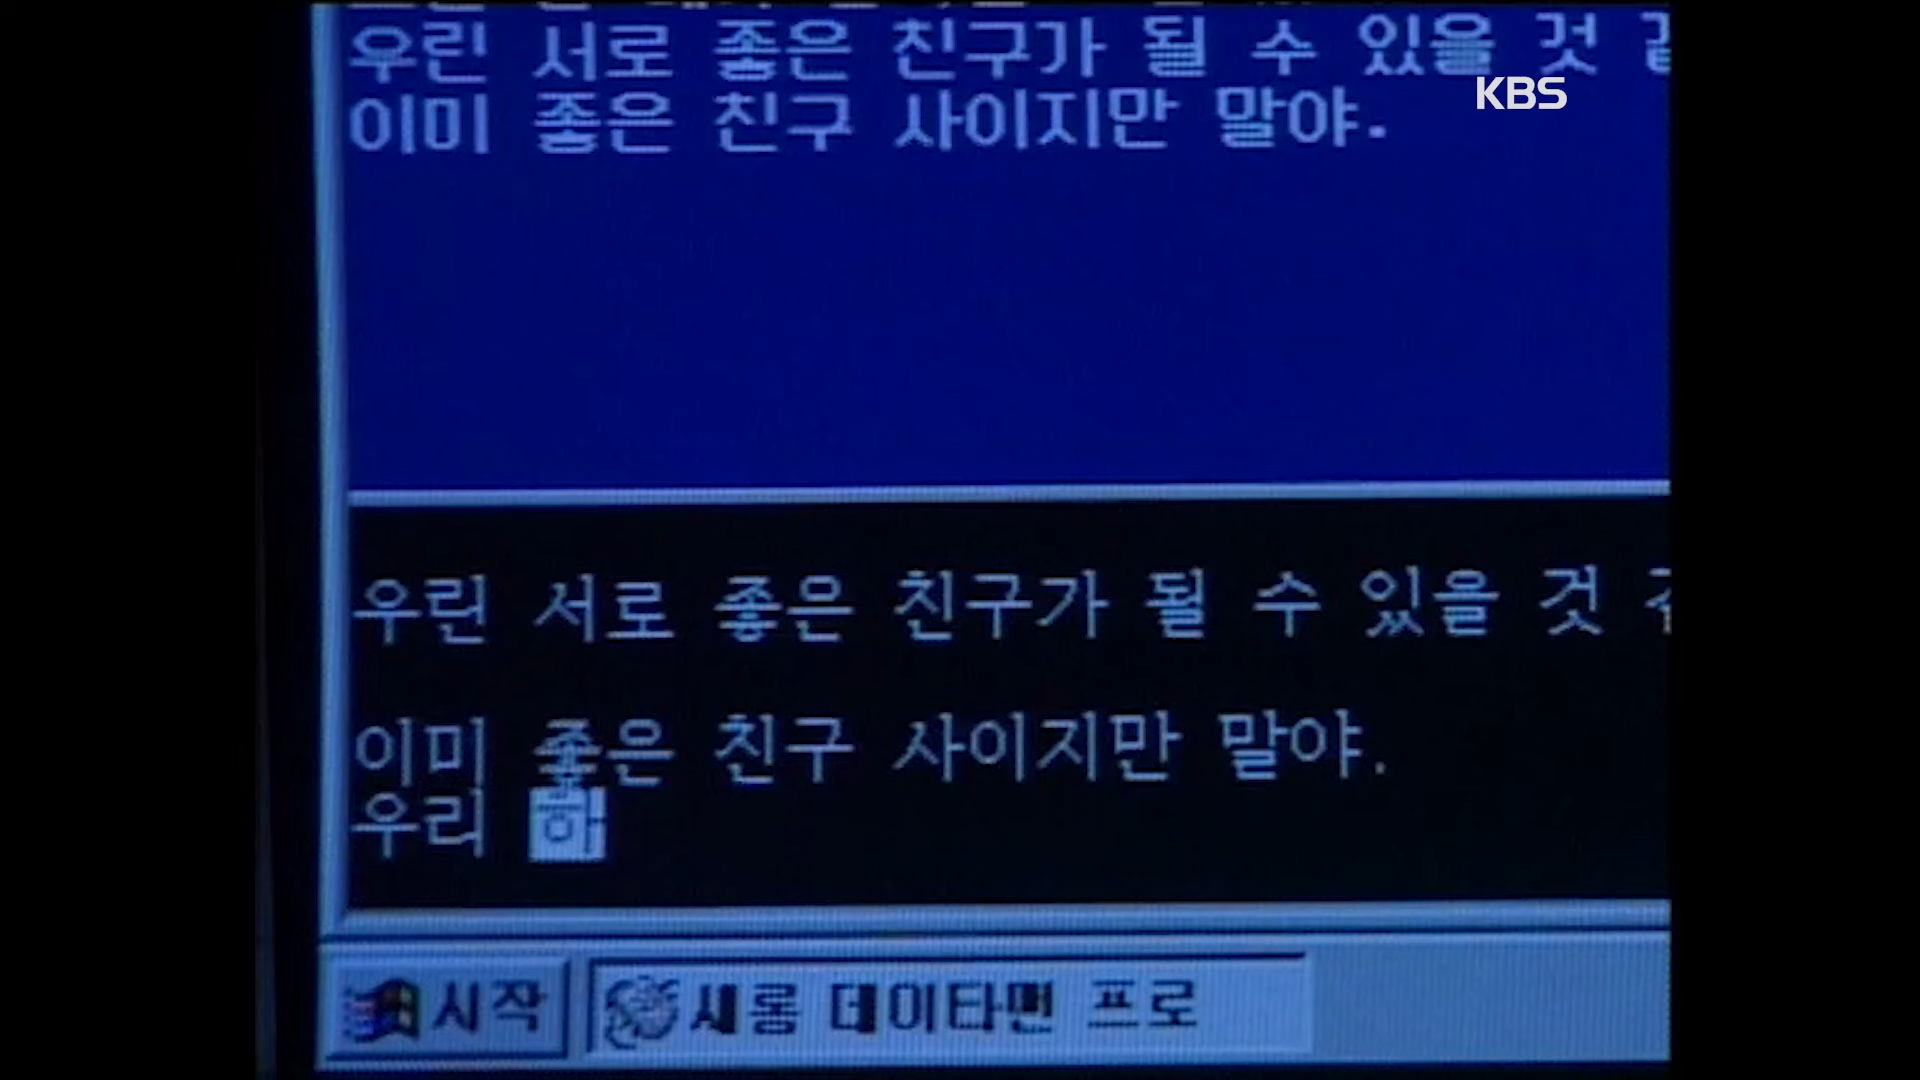 우린 서로 좋은 친구가 될 수 있을 것
KBS
이미 좋은 친구 사이지만 말야.
우린 서로 좋은 친구가 될 수 있을 것
이미 좋은 친구 사이지만 말야.
우리 하
시작
새롬 데이타맨 프로